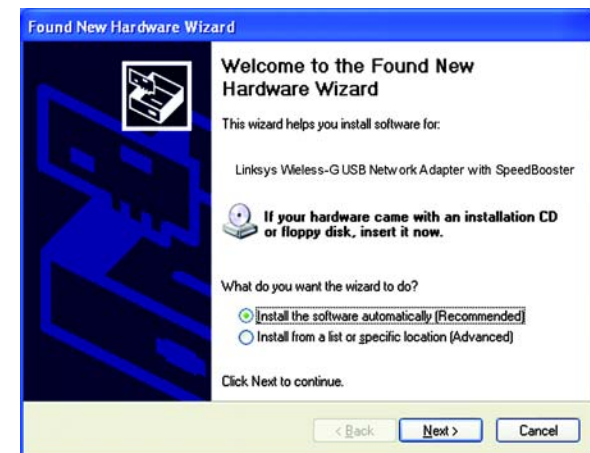 Found New Hardware Wizard
Welcome to the Found New
Hardware Wizard
This wizard helps you install software for:
Linksys Wieless-G USB Network Adapter with SpeedBooster
If your hardware came with an installation CD
or floppy disk, insert it now.
What do you want the wizard to do?
Install the software automatically (Recommended)
Install from a list or specific location (Advanced)
Click Next to continue.
< Back Next > Cancel